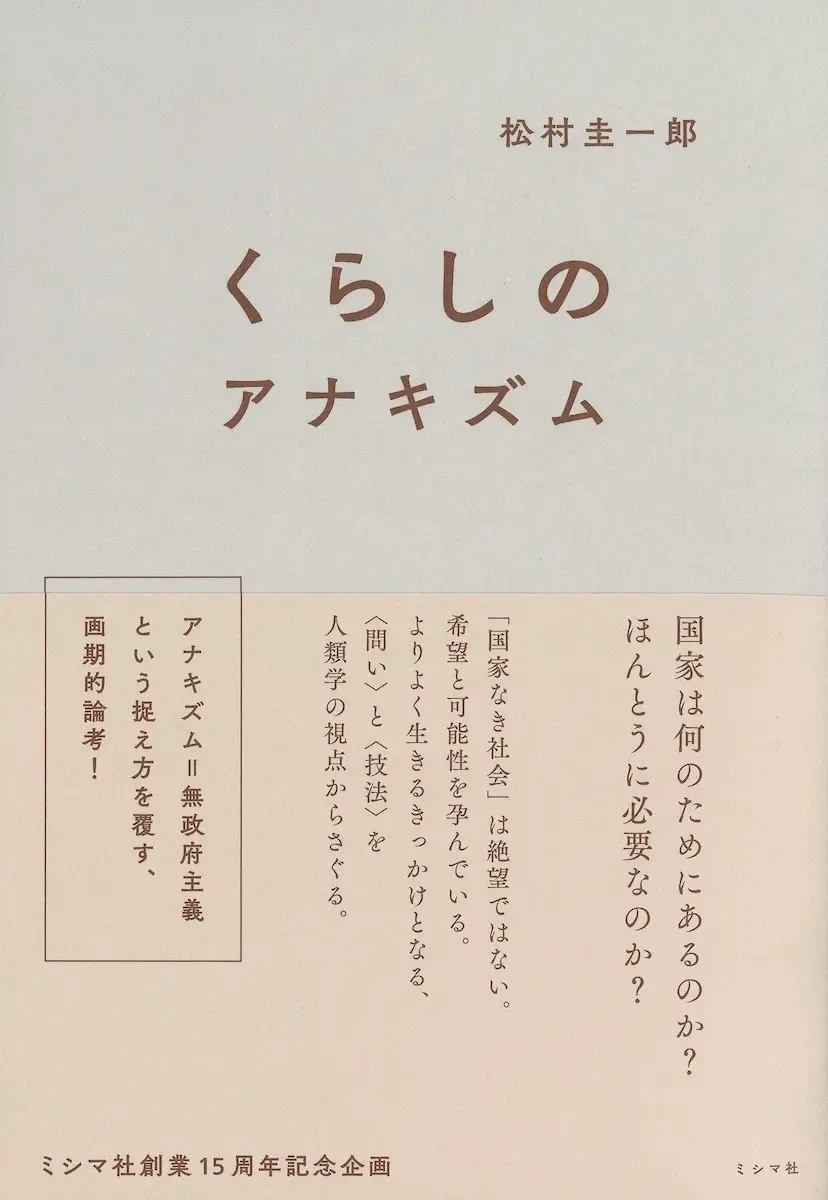 松村圭一郎
くらしの
アナキズム
国家は何のためにあるのか？
ほんとうに必要なのか？
「国家なき社会」は絶望ではない。
希望と可能性を孕んでいる。
よりよく生きるきっかけとなる、
〈問い〉と〈技法〉を
人類学の視点からさぐる。
アナキズム＝無政府主義
という捉え方を覆す、
画期的論考！
ミシマ社創業15周年記念企画
ミシマ社